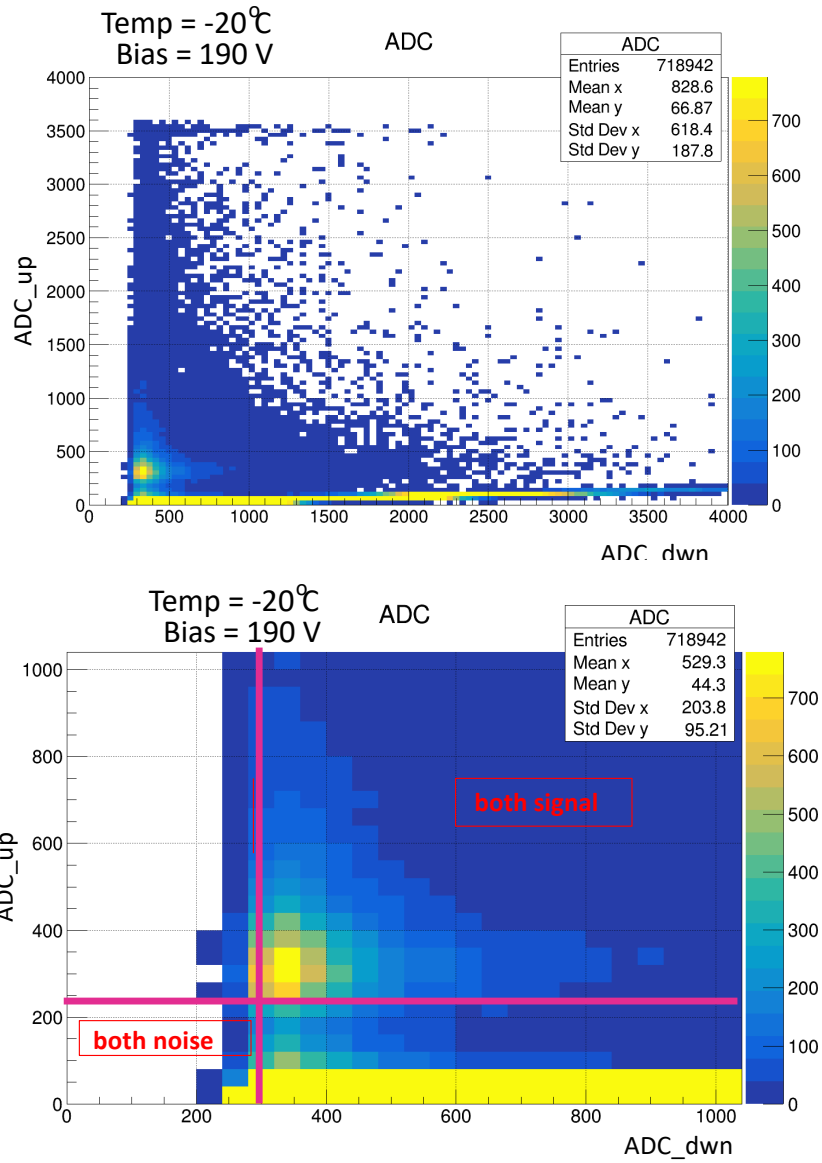 Temp = -20°C
Bias = 190 V
ADC
ADC
Entries 718942
Mean x 828.6
Mean y 66.87
Std Dev x 618.4
Std Dev y 187.8
4000
3500
3000
2500
2000
1500
1000
500
0
ADC_up
700
600
500
400
300
200
100
0
0 500 1000 1500 2000 2500 3000 3500 4000
ADC_dwn
Temp = -20°C
Bias = 190 V
ADC
ADC
Entries 718942
Mean x 529.3
Mean y 44.3
Std Dev x 203.8
Std Dev y 95.21
1000
800
600
400
200
0
ADC_up
both signal
both noise
700
600
500
400
300
200
100
0
0 200 400 600 800 1000
ADC_dwn